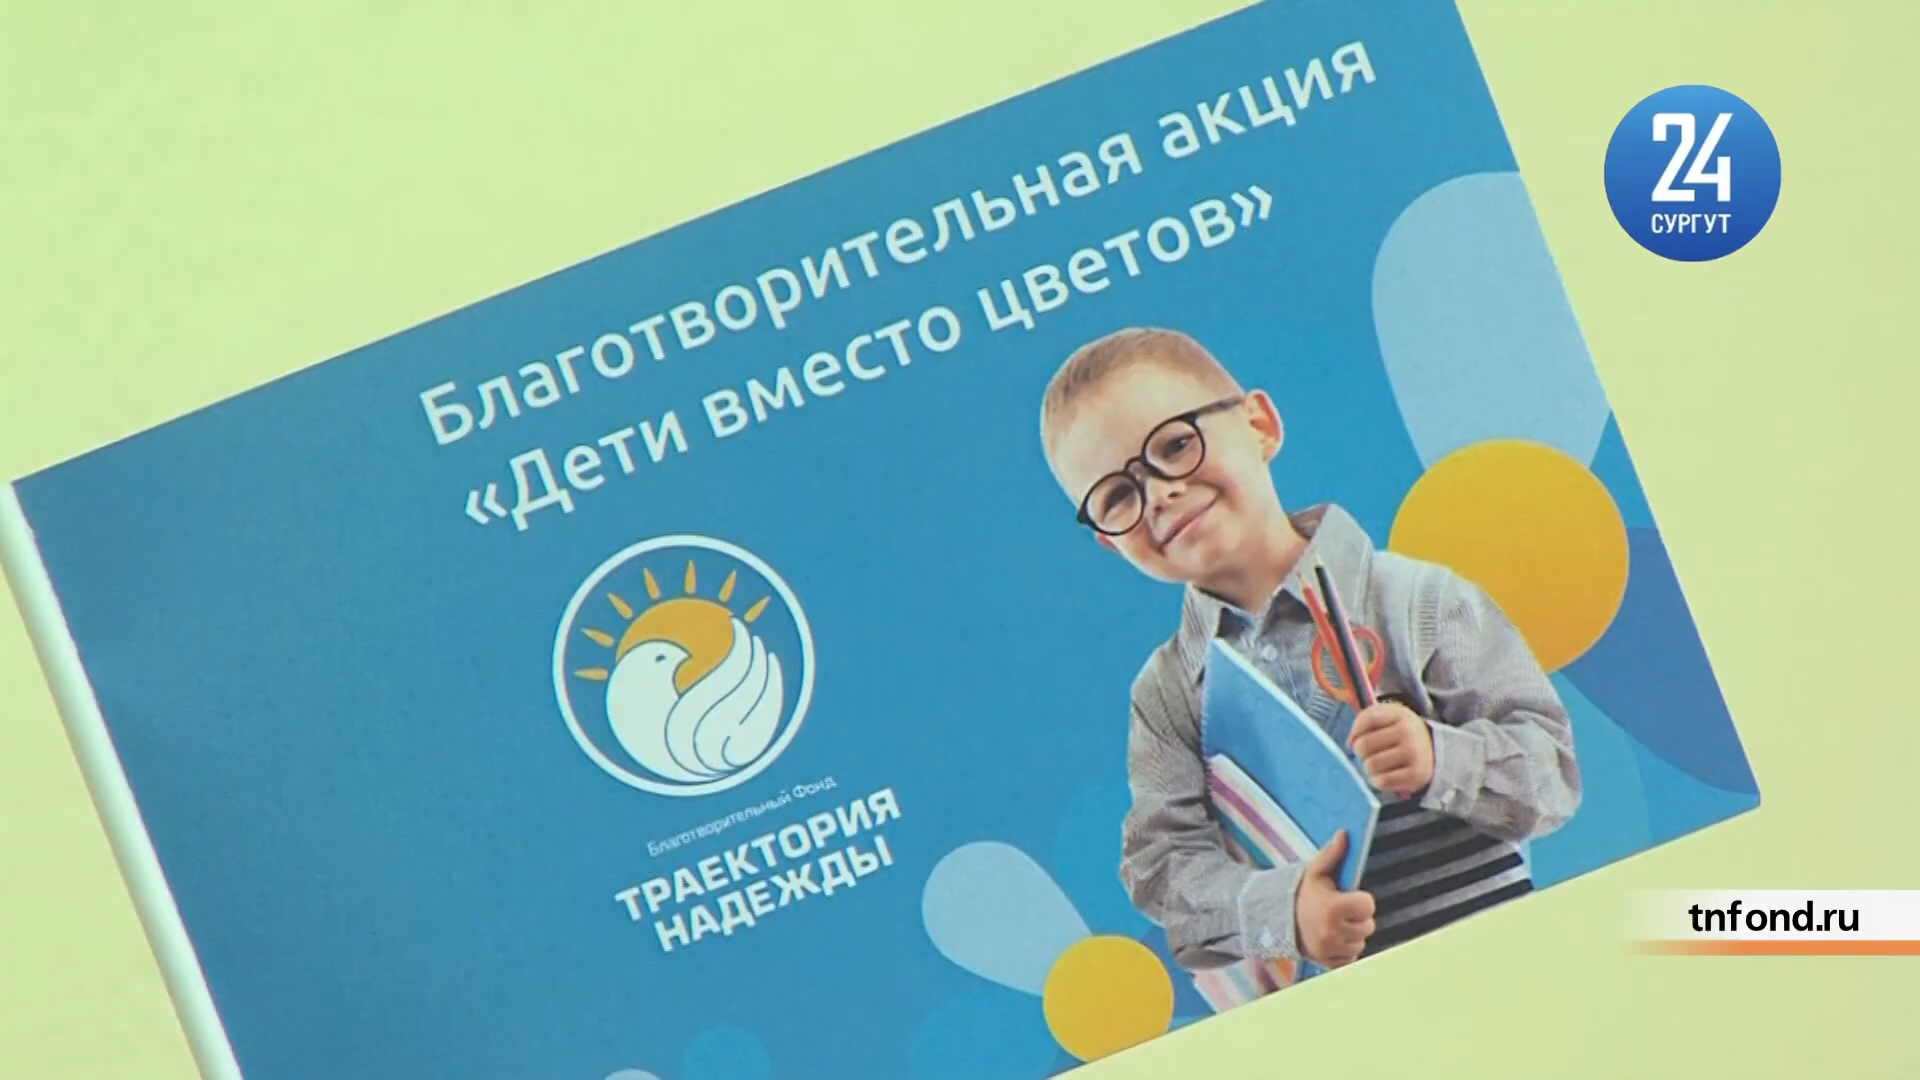 Благотворительная акция
«Дети вместо цветов»
24
СУРГУТ
Благотворительный Фонд
ТРАЕКТОРИЯ
НАДЕЖДЫ
tnfond.ru